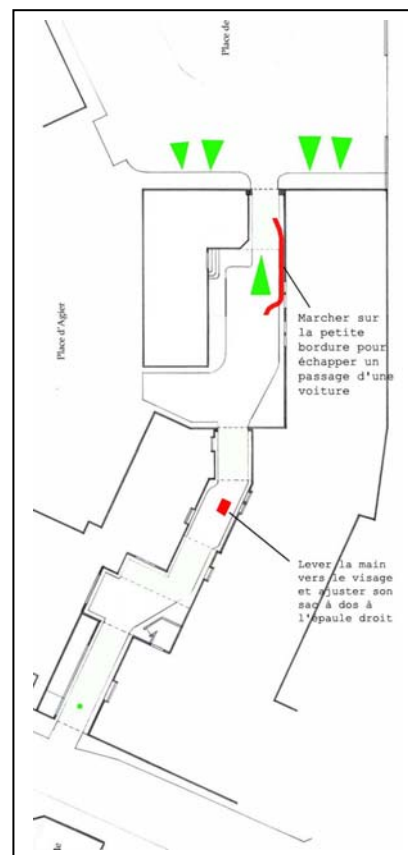 Place de
Place d'Agier
Marcher sur
la petite
bordure pour
échapper un
passage d'une
voiture
Lever la main
vers le visage
et ajuster son
sac à dos à
l'épaule droit
de